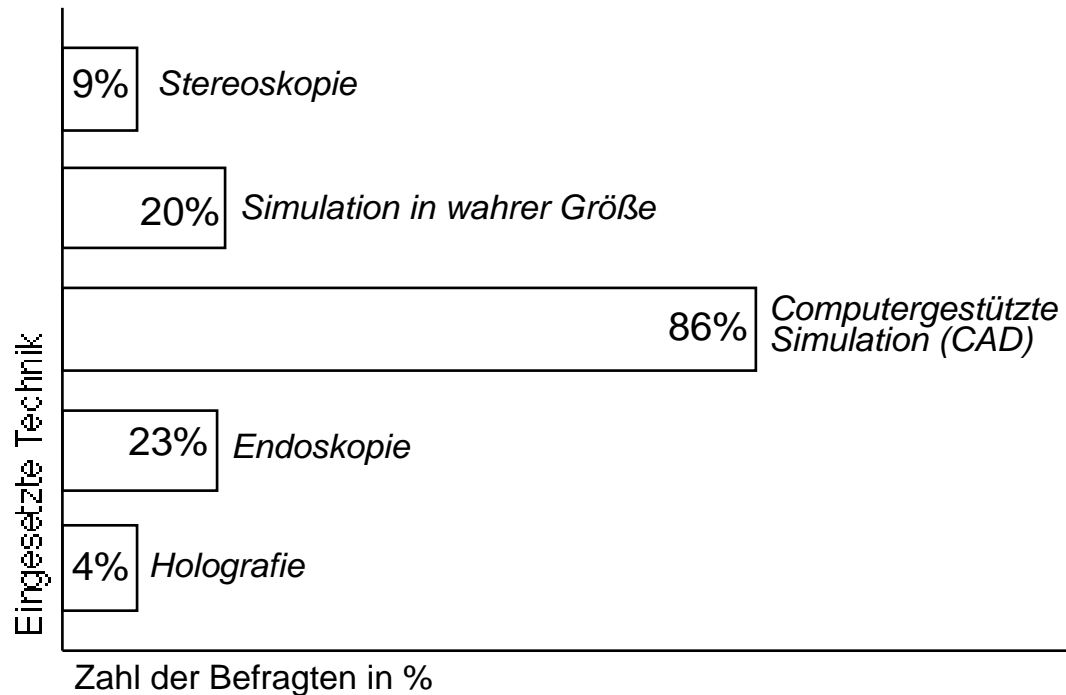 9% Stereoskopie
20% Simulation in wahrer Größe
86% Computergestützte
Simulation (CAD)
23% Endoskopie
4% Holografie
Eingesetzte Technik
Zahl der Befragten in %